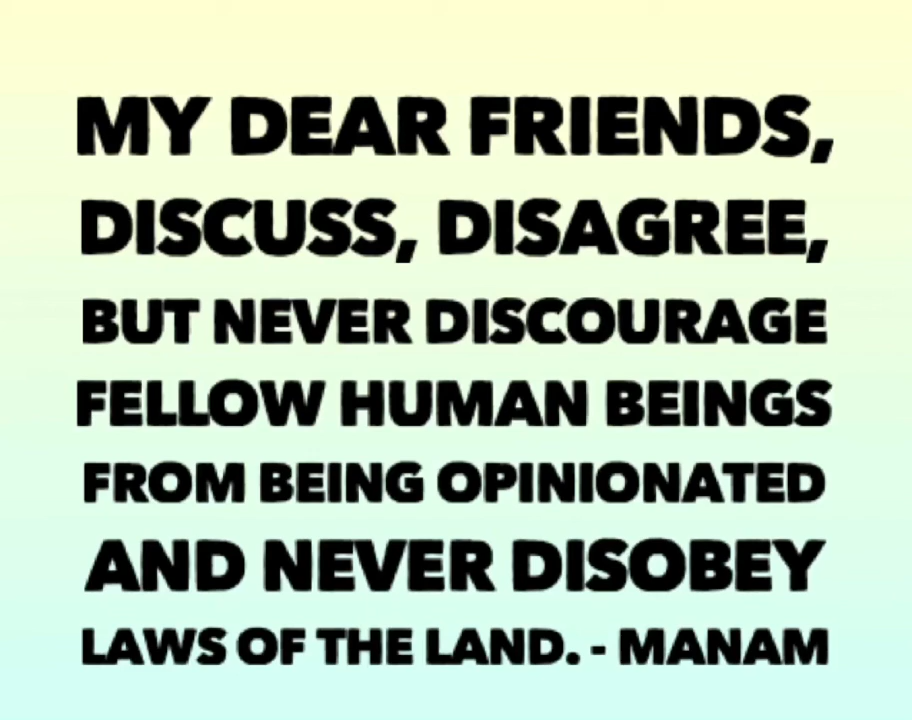 MY DEAR FRIENDS,
DISCUSS, DISAGREE,
BUT NEVER DISCOURAGE
FELLOW HUMAN BEINGS
FROM BEING OPINIONATED
AND NEVER DISOBEY
LAWS OF THE LAND. - MANAM